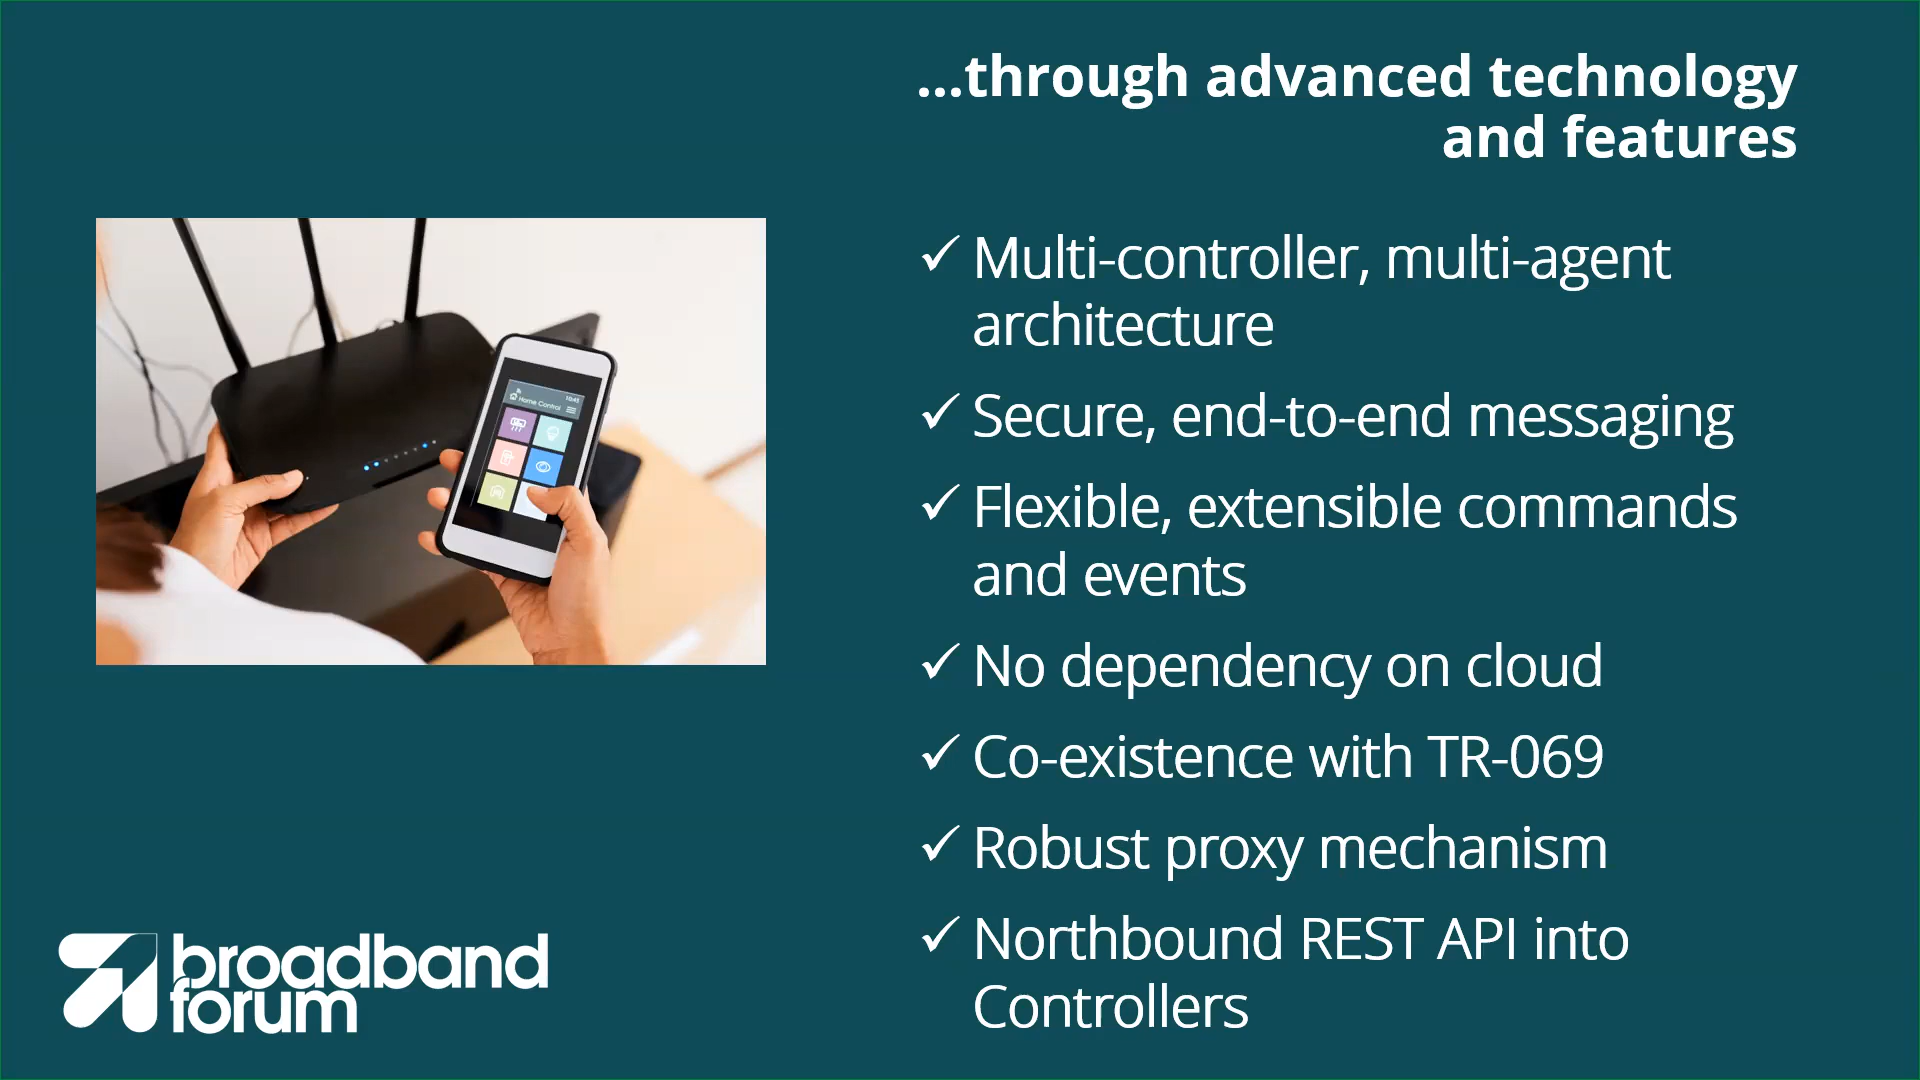 ...through advanced technology
and features
✓ Multi-controller, multi-agent
architecture
✓ Secure, end-to-end messaging
✓ Flexible, extensible commands
and events
✓ No dependency on cloud
✓ Co-existence with TR-069
✓ Robust proxy mechanism
✓ Northbound REST API into
Controllers
Home Control
broadband
forum